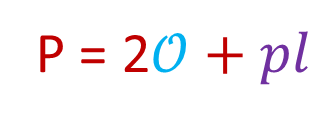 P = 2𝒪 + 𝑝𝑙